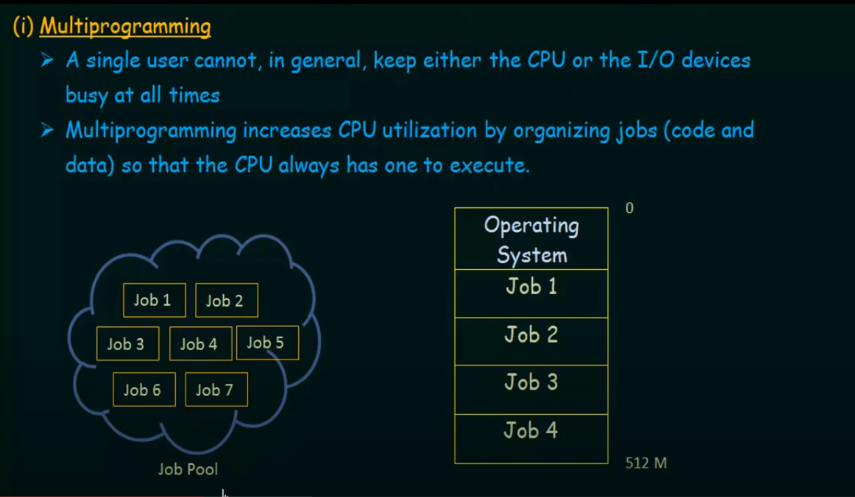 (i) Multiprogramming
➤ A single user cannot, in general, keep either the CPU or the I/O devices
busy at all times
➤ Multiprogramming increases CPU utilization by organizing jobs (code and
data) so that the CPU always has one to execute.
Job 1
Job 2
Job 3
Job 4
Job 5
Job 6
Job 7
Job Pool
0
Operating
System
Job 1
Job 2
Job 3
Job 4
512 M